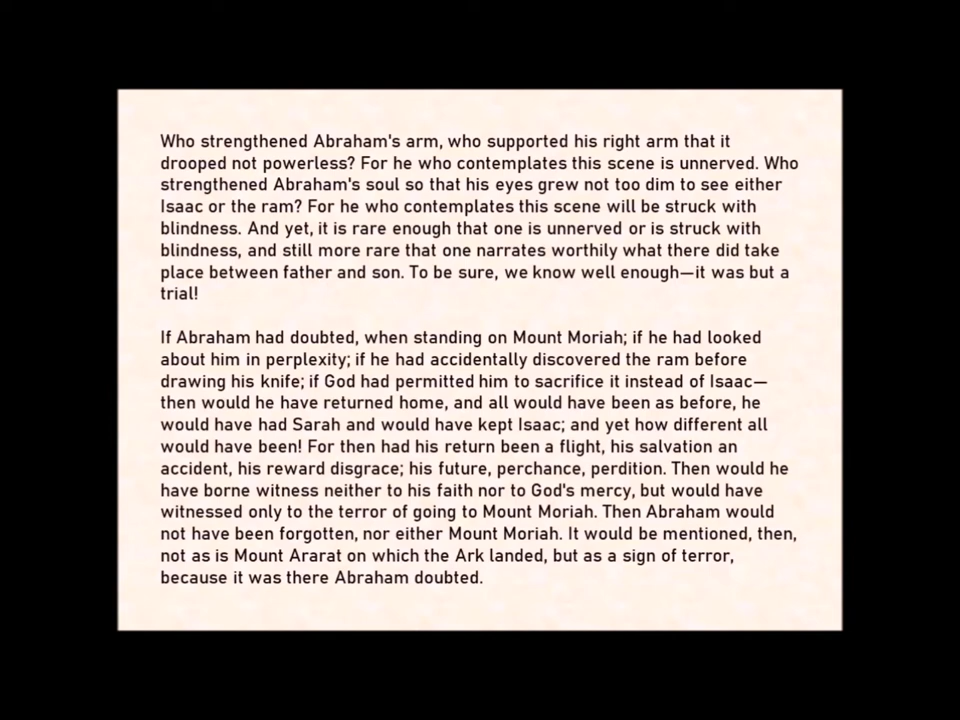 Who strengthened Abraham's arm, who supported his right arm that it
drooped not powerless? For he who contemplates this scene is unnerved. Who
strengthened Abraham's soul so that his eyes grew not too dim to see either
Isaac or the ram? For he who contemplates this scene will be struck with
blindness. And yet, it is rare enough that one is unnerved or is struck with
blindness, and still more rare that one narrates worthily what there did take
place between father and son. To be sure, we know well enough—it was but a
trial!
If Abraham had doubted, when standing on Mount Moriah; if he had looked
about him in perplexity; if he had accidentally discovered the ram before
drawing his knife; if God had permitted him to sacrifice it instead of Isaac—
then would he have returned home, and all would have been as before, he
would have had Sarah and would have kept Isaac; and yet how different all
would have been! For then had his return been a flight, his salvation an
accident, his reward disgrace; his future, perchance, perdition. Then would he
have borne witness neither to his faith nor to God's mercy, but would have
witnessed only to the terror of going to Mount Moriah. Then Abraham would
not have been forgotten, nor either Mount Moriah. It would be mentioned, then,
not as is Mount Ararat on which the Ark landed, but as a sign of terror,
because it was there Abraham doubted.